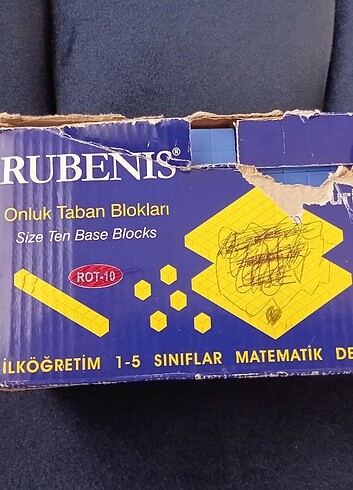 RUBENIS®
Onluk Taban Blokları
Size Ten Base Blocks
ROT-10
İLKÖĞRETİM 1-5 SINIFLAR MATEMATİK DE